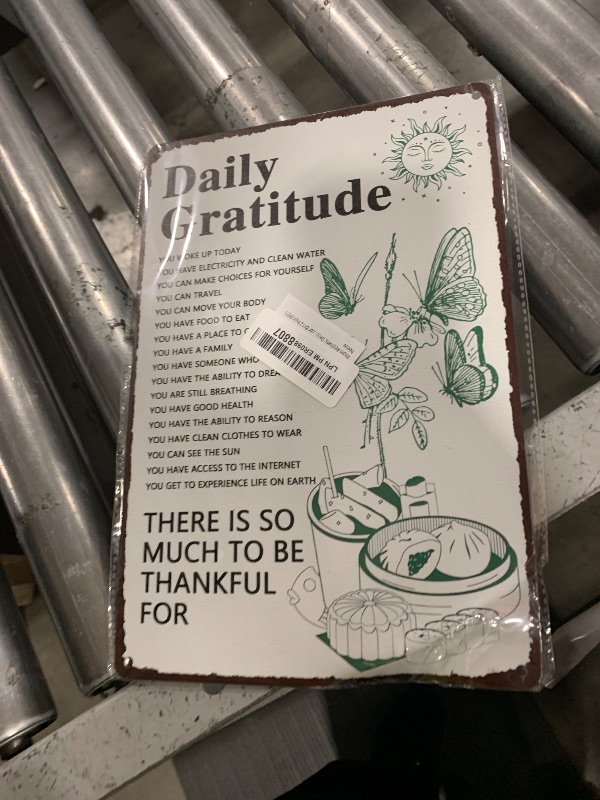 Daily
Gratitude
YOU WOKE UP TODAY
YOU HAVE ELECTRICITY AND CLEAN WATER
YOU CAN MAKE CHOICES FOR YOURSELF
YOU CAN TRAVEL
YOU CAN MOVE YOUR BODY
YOU HAVE FOOD TO EAT
YOU HAVE A PLACE TO
YOU HAVE A FAMILY
YOU HAVE SOMEONE WHO
YOU HAVE THE ABILITY TO
YOU ARE STILL BREATHING
YOU HAVE GOOD HEALTH
YOU HAVE THE ABILITY TO REASON
YOU HAVE CLEAN CLOTHES TO WEAR
YOU CAN SEE THE SUN
YOU HAVE ACCESS TO THE INTERNET
YOU GET TO EXPERIENCE LIFE ON EARTH
THERE IS SO
MUCH TO BE
THANKFUL
FOR
LPN PM